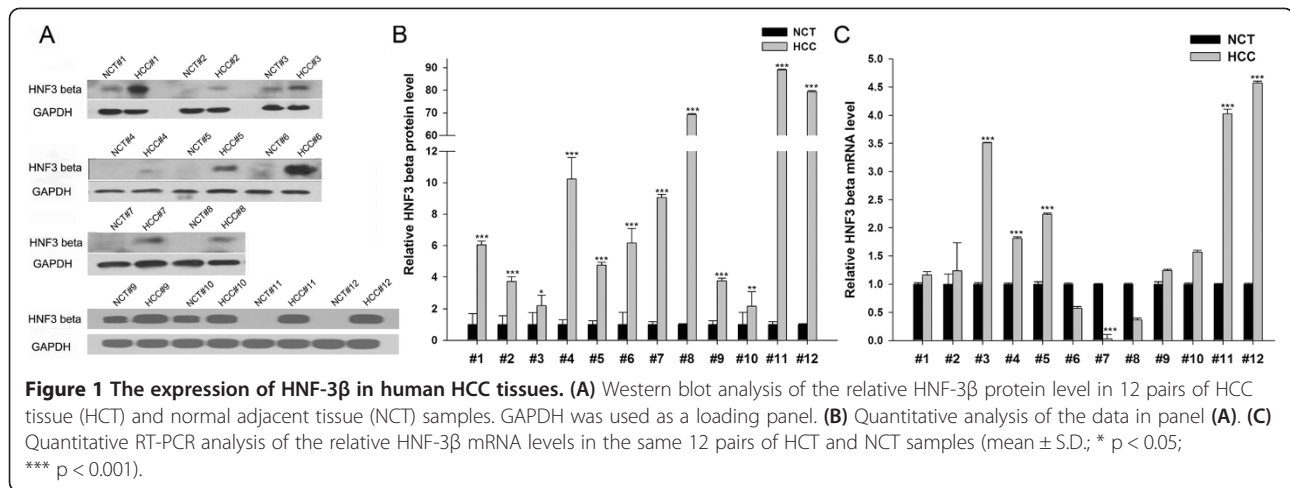 A
NCT#1 HCC#1 NCT#2 HCC#2 NCT#3 HCC#3
HNF3 beta
GAPDH
NCT#4 HCC#4 NCT#5 HCC#5 NCT#6 HCC#6
HNF3 beta
GAPDH
NCT#7 HCC#7 NCT#8 HCC#8
HNF3 beta
GAPDH
NCT#9 HCC#9 NCT#10 HCC#10 NCT#11 HCC#11 NCT#12 HCC#12
HNF3 beta
GAPDH
B
NCT
HCC
Relative HNF3 beta protein level
90
80
70
60
12
10
8
6
4
2
0
*** *** * *** *** *** *** *** *** ** *** ***
#1 #2 #3 #4 #5 #6 #7 #8 #9 #10 #11 #12
C
NCT
HCC
Relative HNF3 beta mRNA level
5.0
4.5
4.0
3.5
3.0
2.5
2.0
1.5
1.0
0.5
0.0
*** *** *** *** *** ***
#1 #2 #3 #4 #5 #6 #7 #8 #9 #10 #11 #12
Figure 1 The expression of HNF-3β in human HCC tissues. (A) Western blot analysis of the relative HNF-3β protein level in 12 pairs of HCC
tissue (HCT) and normal adjacent tissue (NCT) samples. GAPDH was used as a loading panel. (B) Quantitative analysis of the data in panel (A). (C)
Quantitative RT-PCR analysis of the relative HNF-3β mRNA levels in the same 12 pairs of HCT and NCT samples (mean ± S.D.; * p < 0.05;
*** p < 0.001).